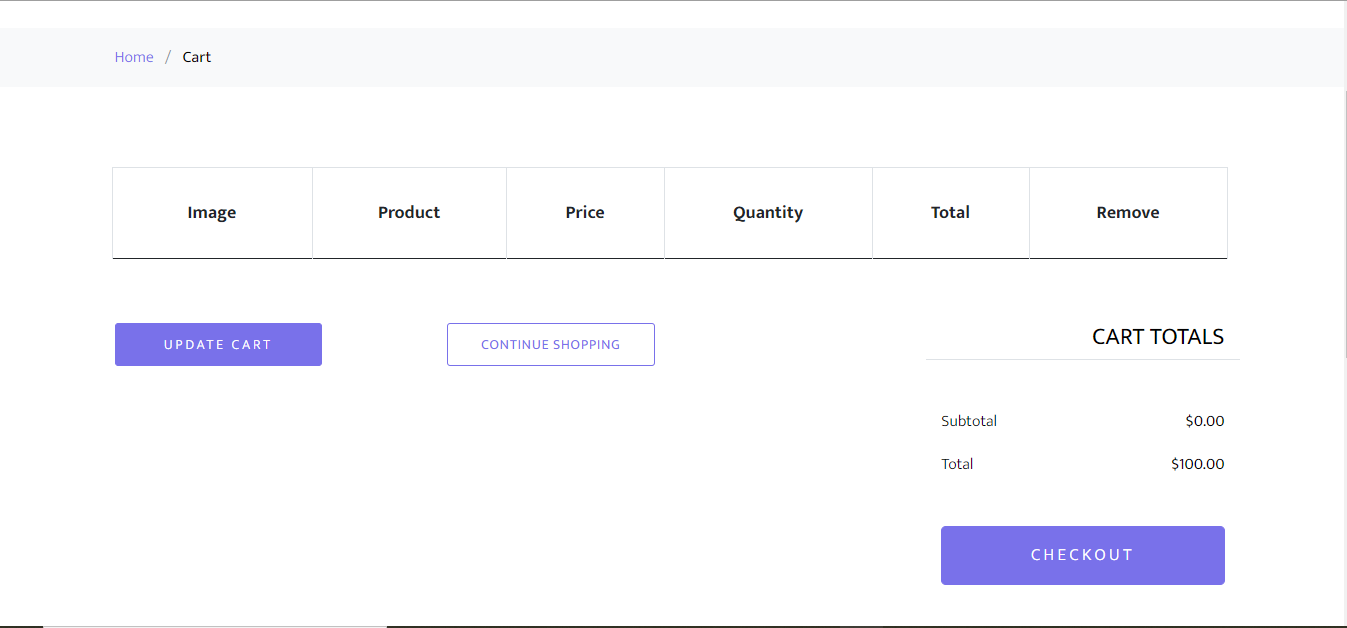 Home / Cart
Image Product Price Quantity Total Remove
UPDATE CART
CONTINUE SHOPPING
CART TOTALS
Subtotal $0.00
Total $100.00
CHECKOUT